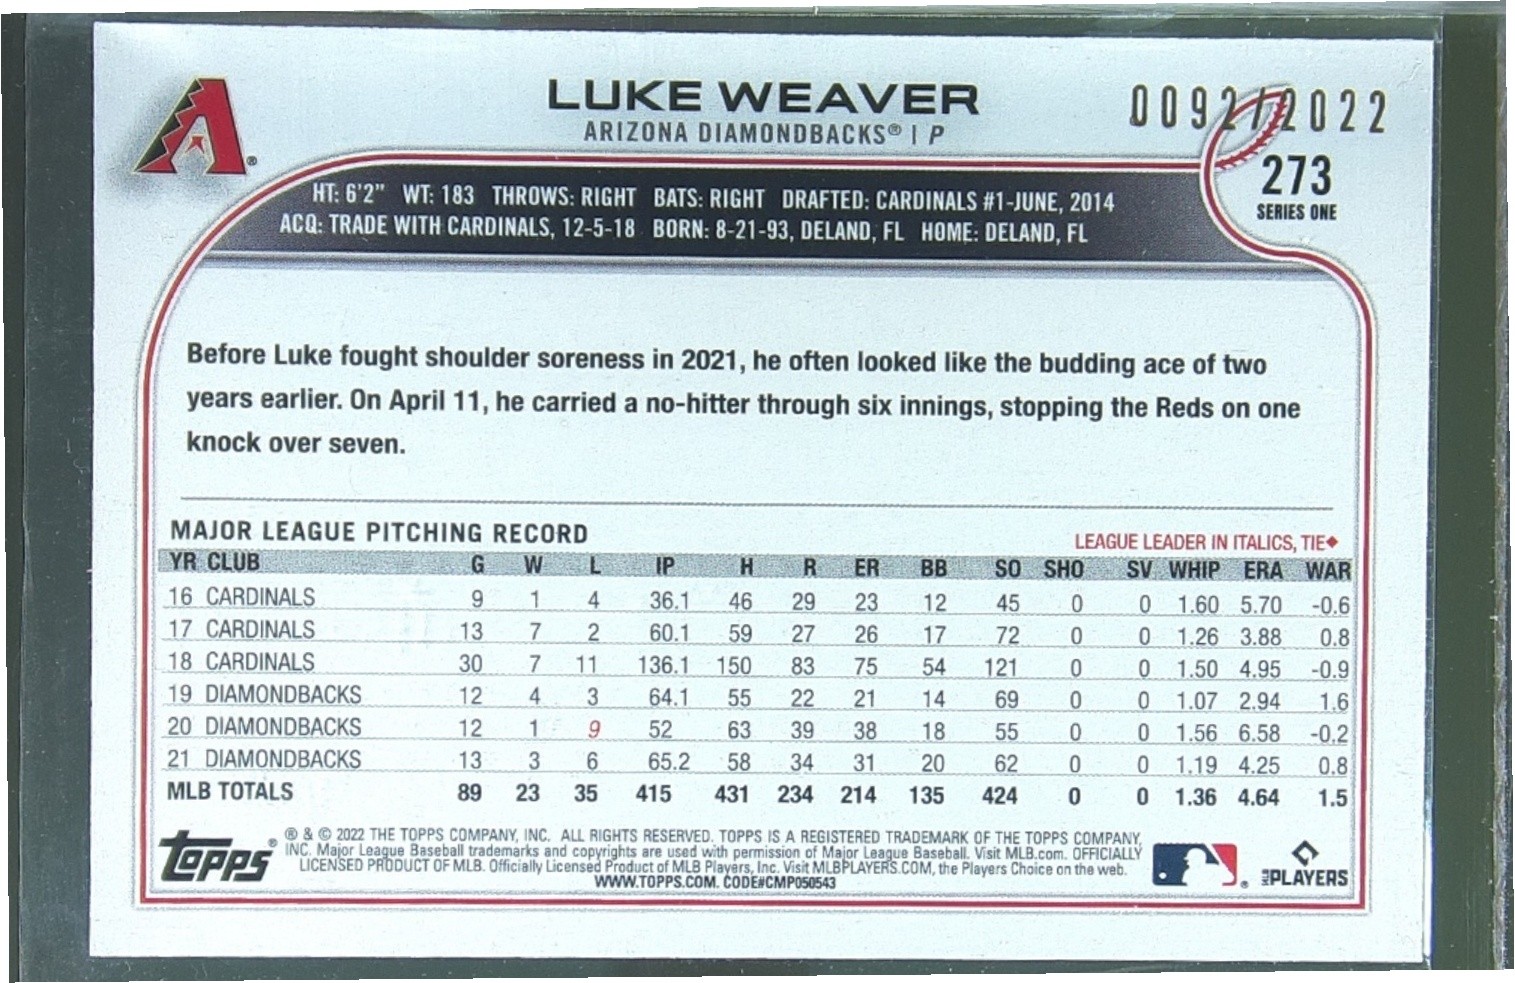 LUKE WEAVER
0092/2022
ARIZONA DIAMONDBACKS® | P
273
SERIES ONE
HT: 6'2" WT: 183 THROWS: RIGHT BATS: RIGHT DRAFTED: CARDINALS #1-JUNE, 2014
ACQ: TRADE WITH CARDINALS, 12-5-18 BORN: 8-21-93, DELAND, FL HOME: DELAND, FL
Before Luke fought shoulder soreness in 2021, he often looked like the budding ace of two
years earlier. On April 11, he carried a no-hitter through six innings, stopping the Reds on one
knock over seven.
MAJOR LEAGUE PITCHING RECORD
LEAGUE LEADER IN ITALICS, TIE♦
YR CLUB G W L IP H R ER BB SO SHO SV WHIP ERA WAR
16 CARDINALS 9 1 4 36.1 46 29 23 12 45 0 0 1.60 5.70 -0.6
17 CARDINALS 13 7 2 60.1 59 27 26 17 72 0 0 1.26 3.88 0.8
18 CARDINALS 30 7 11 136.1 150 83 75 54 121 0 0 1.50 4.95 -0.9
19 DIAMONDBACKS 12 4 3 64.1 55 22 21 14 69 0 0 1.07 2.94 1.6
20 DIAMONDBACKS 12 1 9 52 63 39 38 18 55 0 0 1.56 6.58 -0.2
21 DIAMONDBACKS 13 3 6 65.2 58 34 31 20 62 0 0 1.19 4.25 0.8
MLB TOTALS 89 23 35 415 431 234 214 135 424 0 0 1.36 4.64 1.5
Topps®
® & © 2022 THE TOPPS COMPANY, INC. ALL RIGHTS RESERVED. TOPPS IS A REGISTERED TRADEMARK OF THE TOPPS COMPANY,
INC. Major League Baseball trademarks and copyrights are used with permission of Major League Baseball. Visit MLB.com. OFFICIALLY
LICENSED PRODUCT OF MLB. Officially Licensed Product of MLB Players, Inc. Visit MLBPLAYERS.COM, the Players Choice on the web.
WWW.TOPPS.COM. CODE#CMP050543
MLB PLAYERS